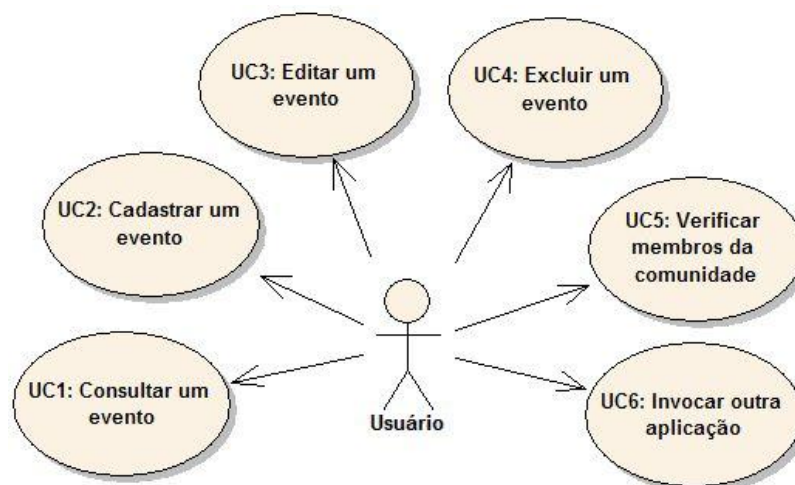 UC3: Editar um
evento
UC4: Excluir um
evento
UC2: Cadastrar um
evento
UC5: Verificar
membros da
comunidade
UC1: Consultar um
evento
UC6: Invocar outra
aplicação
Usuário